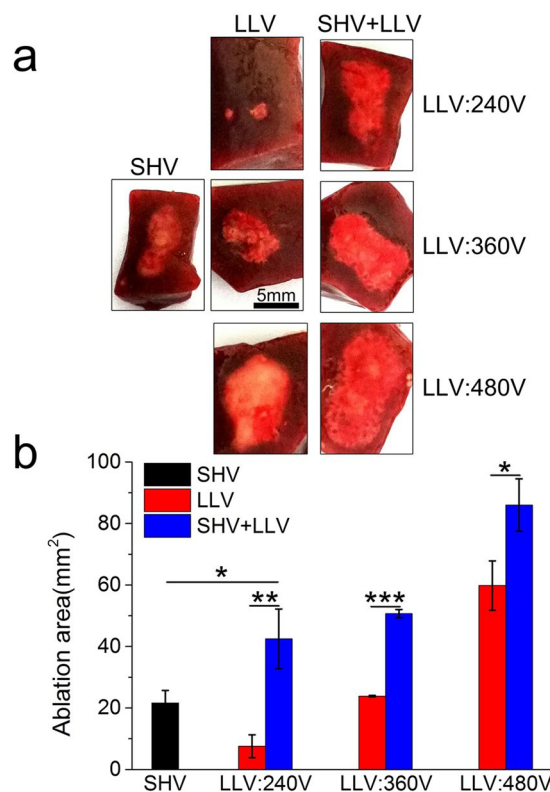 a
LLV SHV+LLV
LLV:240V
SHV
LLV:360V
5mm
LLV:480V
b
SHV
LLV
SHV+LLV
Ablation area(mm²)
100
80
60
40
20
0
*
**
***
*
SHV LLV:240V LLV:360V LLV:480V